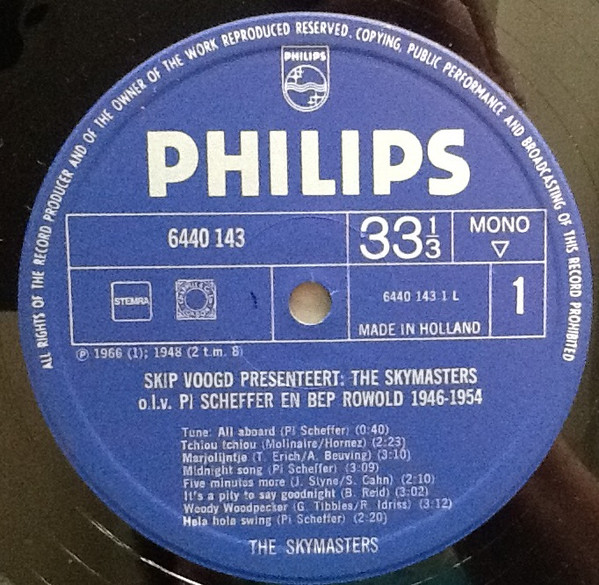 ALL RIGHTS OF THE RECORD PRODUCER AND OF THE OWNER OF THE WORK REPRODUCED RESERVED. COPYING, PUBLIC PERFORMANCE AND BROADCASTING OF THIS RECORD PROHIBITED
PHILIPS
PHILIPS
6440 143
33 1/3
MONO
▽
STEMRA
6440 143 1 L
1
MADE IN HOLLAND
℗ 1966 (1); 1948 (2 t.m. 8)
SKIP VOOGD PRESENTEERT: THE SKYMASTERS
o.l.v. PI SCHEFFER EN BEP ROWOLD 1946-1954
Tune: All aboard (Pi Scheffer) (0:40)
Tchiou tchiou (Molinaire/Hornez) (2:23)
Marjolijntje (T. Erich/A. Beuving) (3:10)
Midnight song (Pi Scheffer) (3:09)
Five minutes more (J. Styne/S. Cahn) (2:10)
It's a pity to say goodnight (B. Reid) (3:02)
Woody Woodpecker (G. Tibbles/R. Idriss) (3:12)
Hela hola swing (Pi Scheffer) (2:20)
THE SKYMASTERS